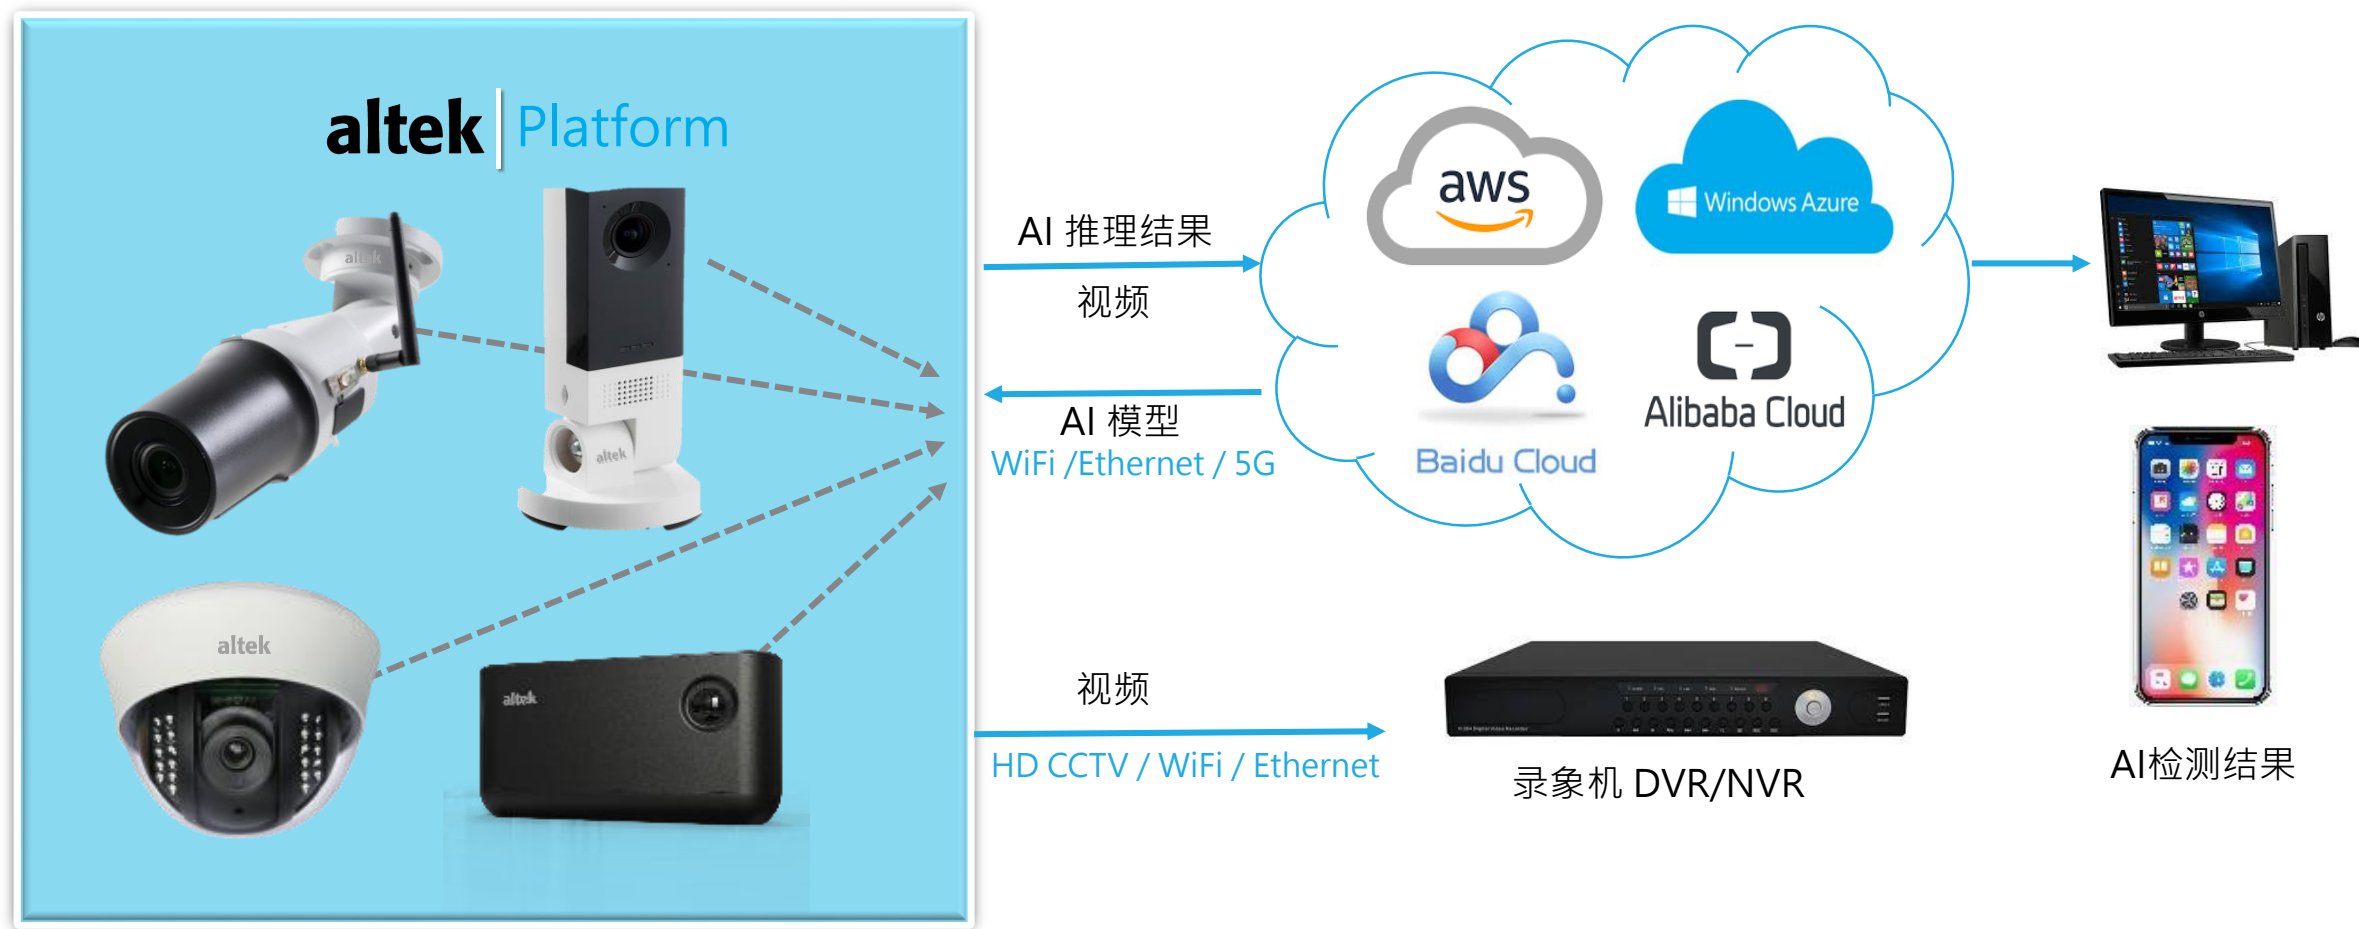 altek Platform
altek
altek
altek
altek
AI 推理结果
视频
AI 模型
WiFi /Ethernet / 5G
aws
Windows Azure
Baidu Cloud
Alibaba Cloud
视频
HD CCTV / WiFi / Ethernet
录象机 DVR/NVR
AI检测结果